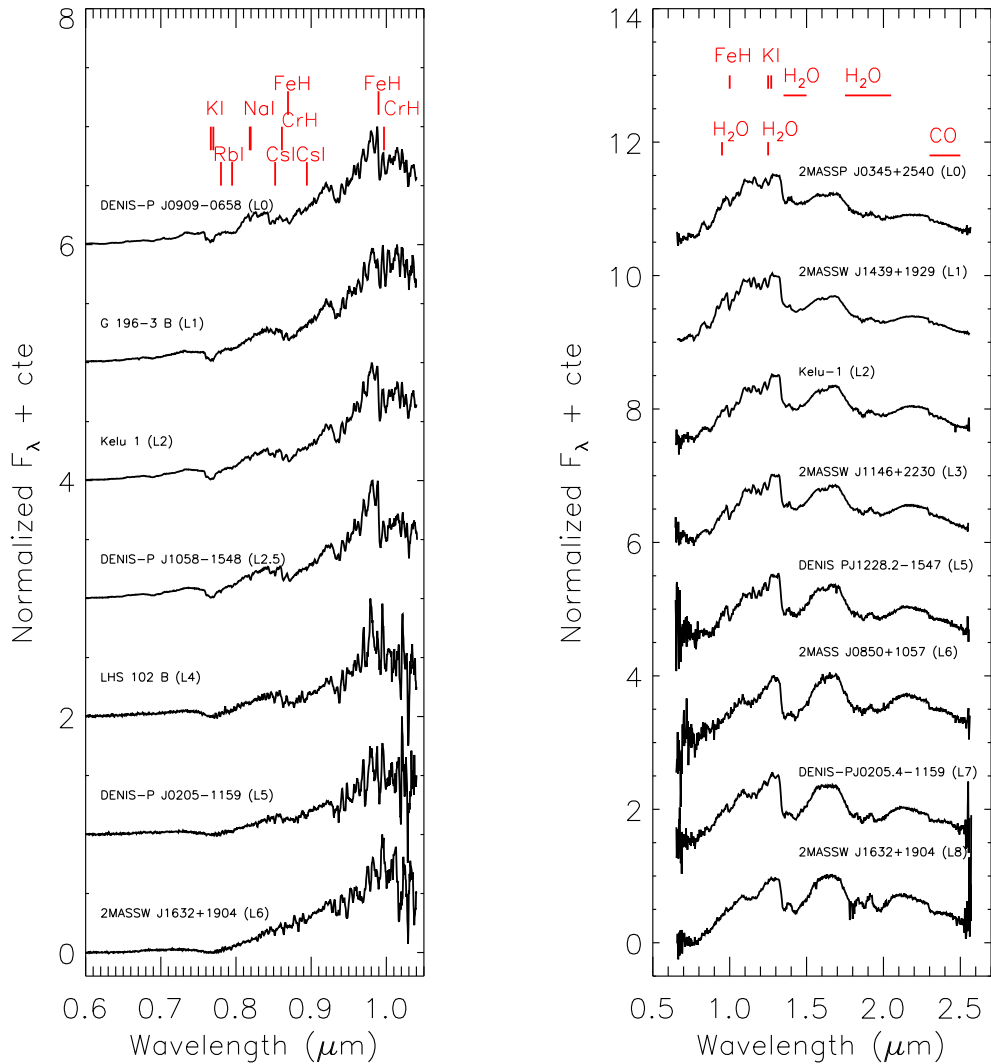 8
FeH FeH
KI NaI CrH
CrH
RbI CsI CsI
DENIS-P J0909-0658 (L0)
6
G 196-3 B (L1)
Kelu 1 (L2)
4
DENIS-P J1058-1548 (L2.5)
LHS 102 B (L4)
2
DENIS-P J0205-1159 (L5)
2MASSW J1632+1904 (L6)
0
0.6 0.7 0.8 0.9 1.0
Wavelength (μm)
Normalized Fλ + cte
14
FeH KI
H2O H2O
H2O H2O
CO
12
2MASSP J0345+2540 (L0)
10
2MASSW J1439+1929 (L1)
Kelu-1 (L2)
8
2MASSW J1146+2230 (L3)
6
DENIS PJ1228.2-1547 (L5)
2MASS J0850+1057 (L6)
4
DENIS-PJ0205.4-1159 (L7)
2
2MASSW J1632+1904 (L8)
0
0.5 1.0 1.5 2.0 2.5
Wavelength (μm)
Normalized Fλ + cte